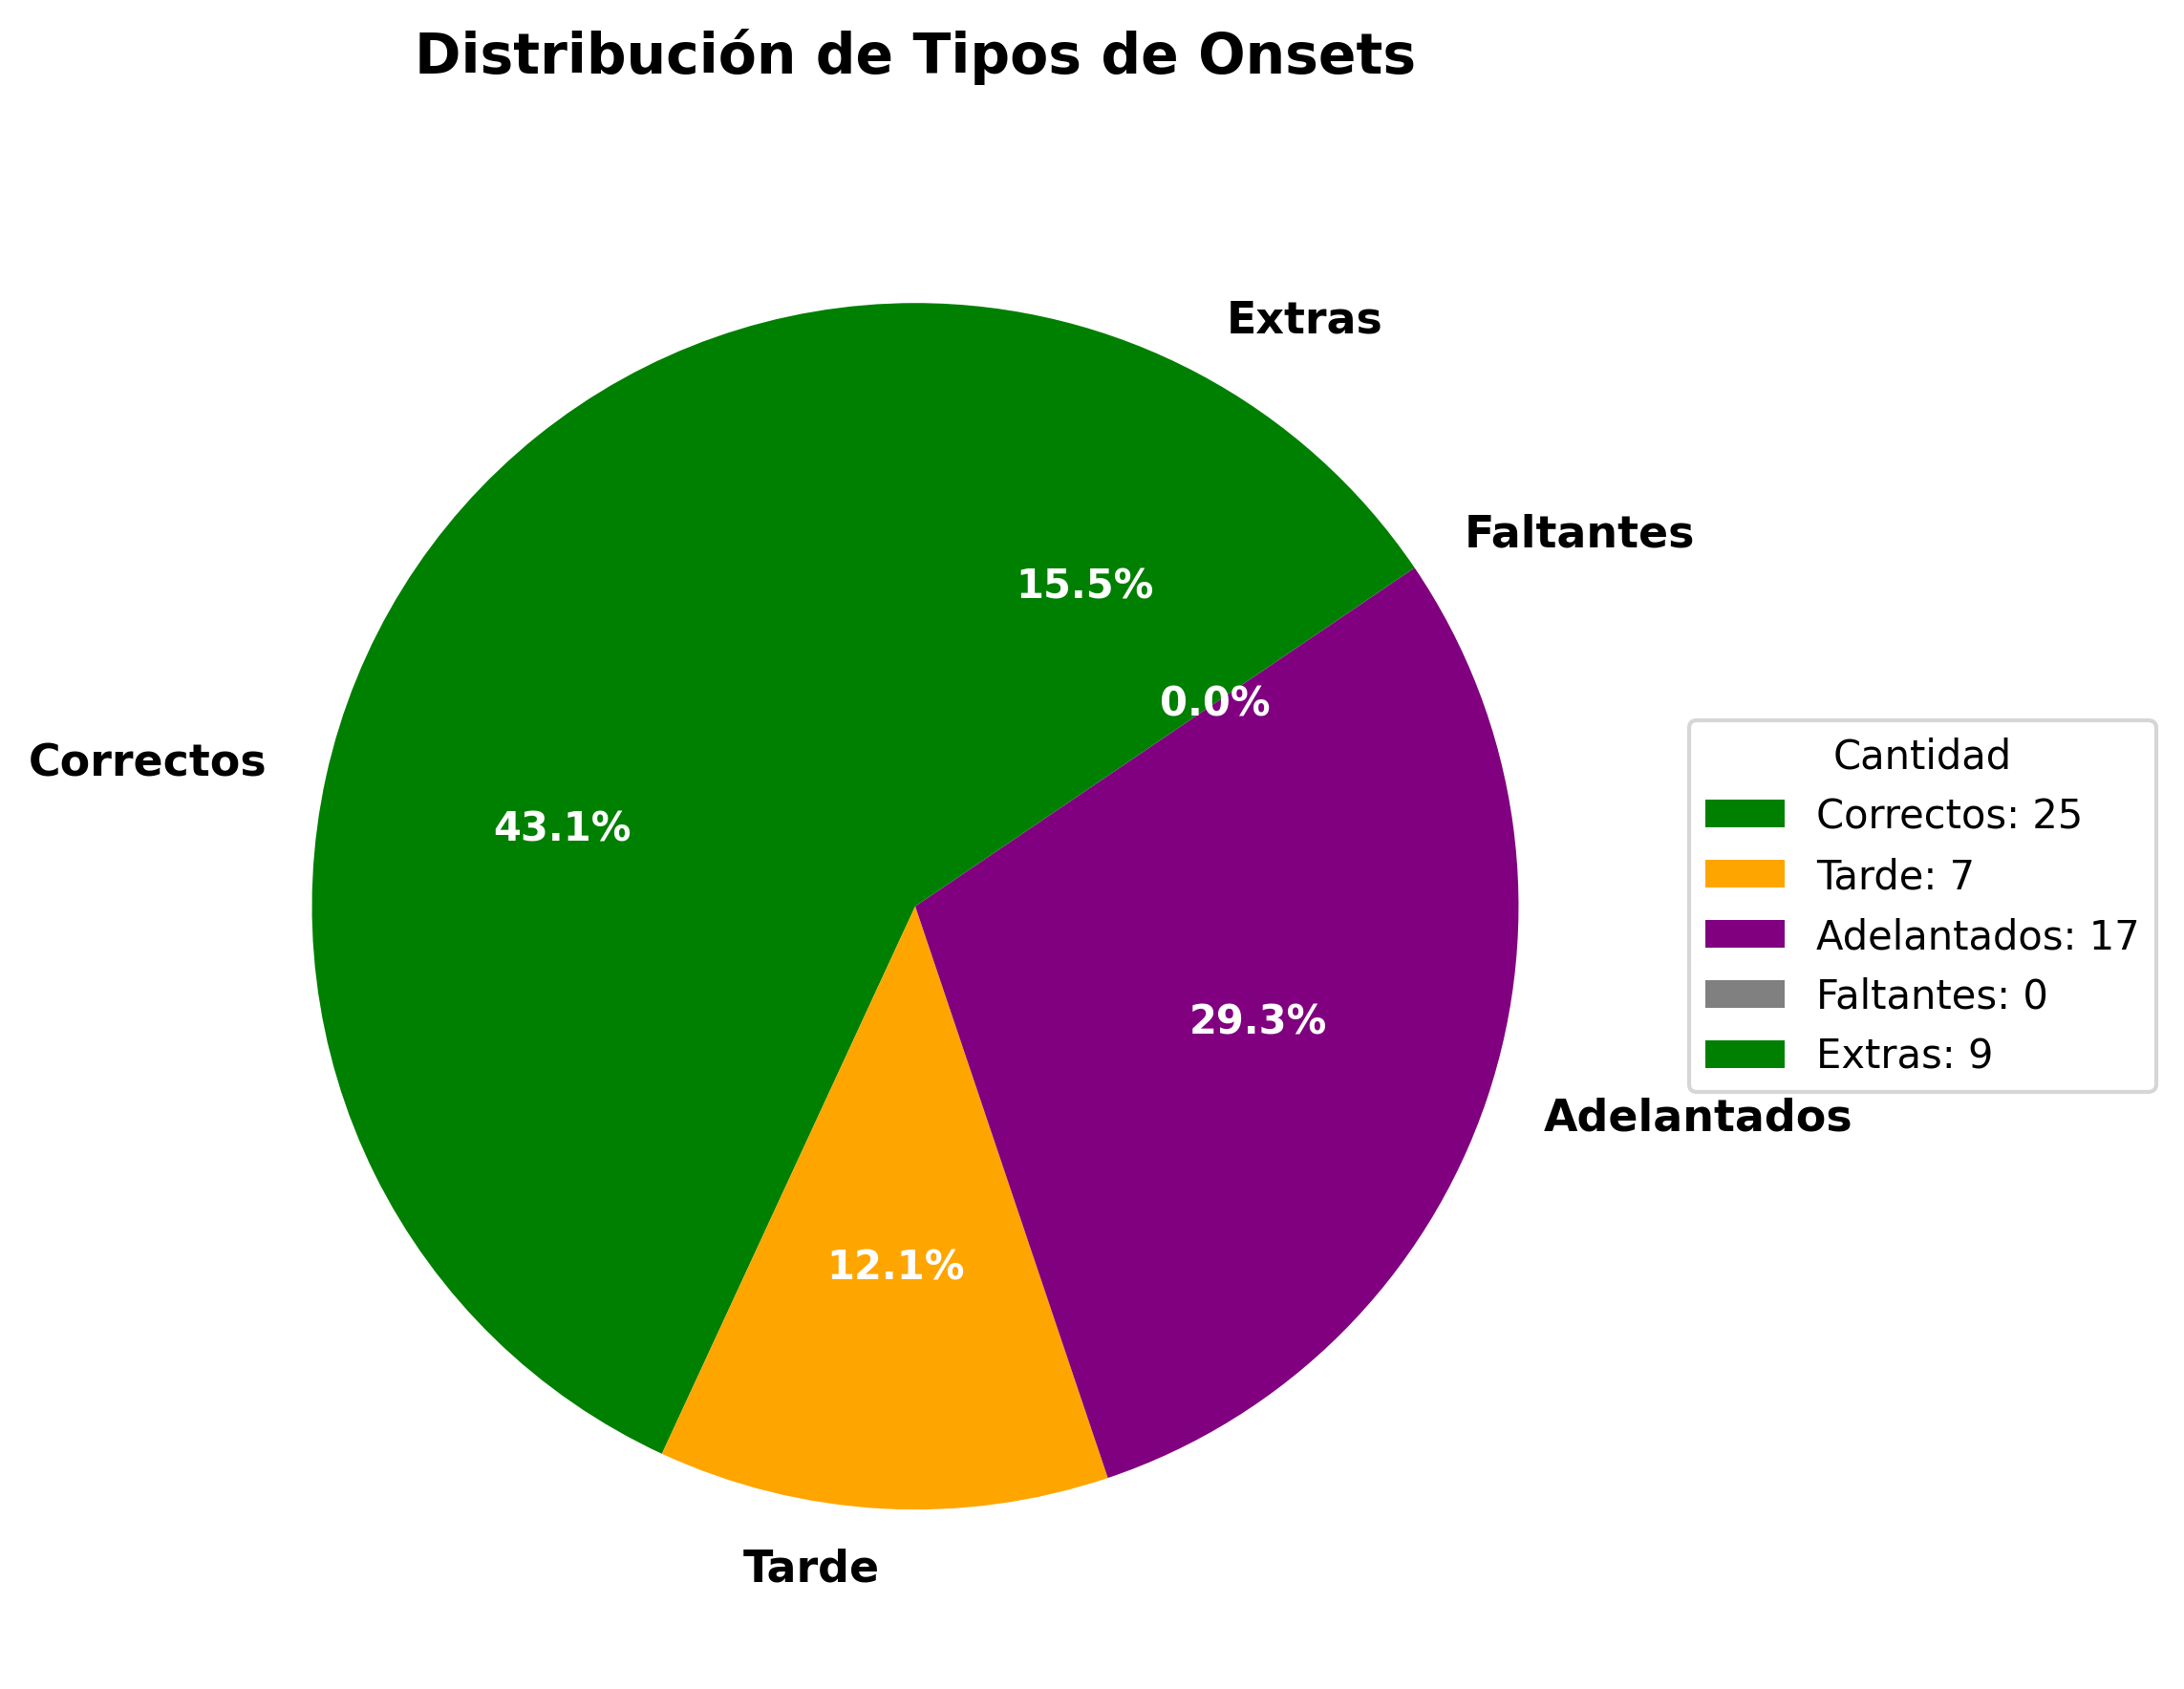 Distribución de Tipos de Onsets
Extras
Faltantes
15.5%
0.0%
Correctos
43.1%
29.3%
Adelantados
12.1%
Tarde
Cantidad
Correctos: 25
Tarde: 7
Adelantados: 17
Faltantes: 0
Extras: 9